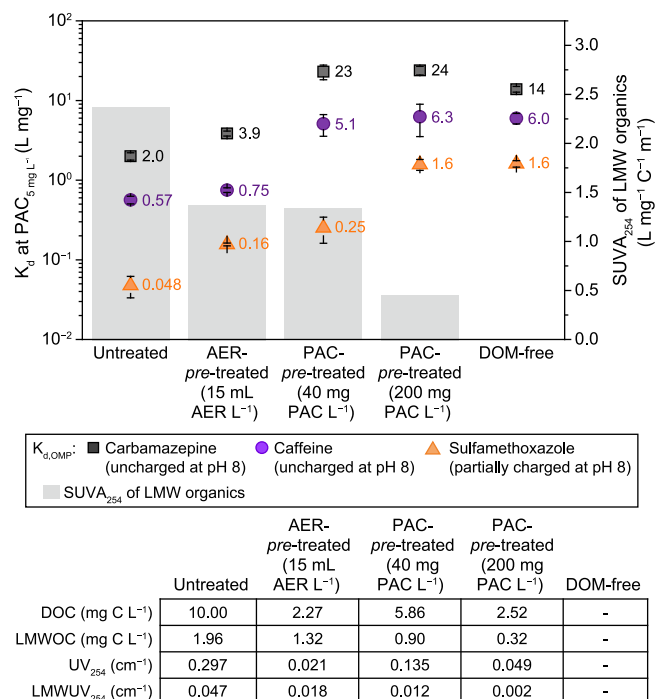 10² 
10¹
10⁰
10⁻¹
10⁻²
K_d at PAC_5 mg L⁻¹ (L mg⁻¹)
2.0
3.9
23
24
14
0.57
0.75
5.1
6.3
6.0
0.048
0.16
0.25
1.6
1.6
3.0
2.5
2.0
1.5
1.0
0.5
0.0
SUVA₂₅₄ of LMW organics
(L mg⁻¹ C⁻¹ m⁻¹)
Untreated AER- PAC- PAC- DOM-free
pre-treated pre-treated pre-treated
(15 mL (40 mg (200 mg
AER L⁻¹) PAC L⁻¹) PAC L⁻¹)
K_d,OMP: Carbamazepine Caffeine Sulfamethoxazole
(uncharged at pH 8) (uncharged at pH 8) (partially charged at pH 8)
SUVA₂₅₄ of LMW organics
AER- PAC- PAC-
pre-treated pre-treated pre-treated
(15 mL (40 mg (200 mg
Untreated AER L⁻¹) PAC L⁻¹) PAC L⁻¹) DOM-free
DOC (mg C L⁻¹) 10.00 2.27 5.86 2.52 -
LMWOC (mg C L⁻¹) 1.96 1.32 0.90 0.32 -
UV₂₅₄ (cm⁻¹) 0.297 0.021 0.135 0.049 -
LMWUV₂₅₄ (cm⁻¹) 0.047 0.018 0.012 0.002 -